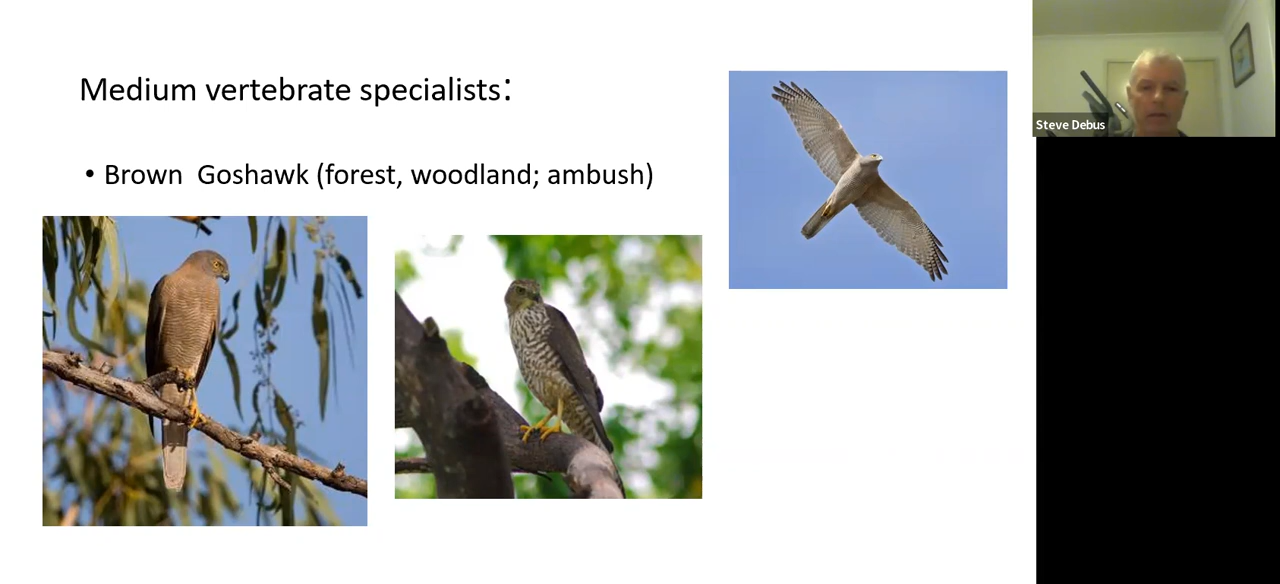 Medium vertebrate specialists:
• Brown  Goshawk (forest, woodland; ambush)
Steve Debus